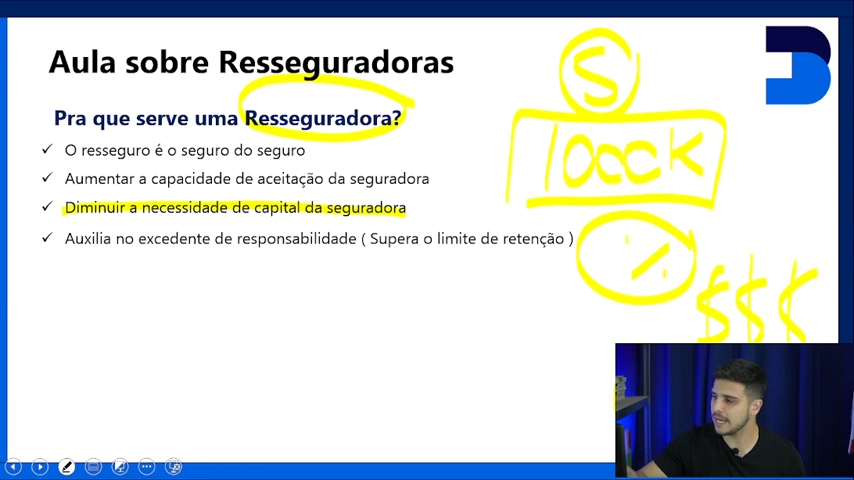 Aula sobre Resseguradoras
Pra que serve uma Resseguradora?
✓ O resseguro é o seguro do seguro
✓ Aumentar a capacidade de aceitação da seguradora
✓ Diminuir a necessidade de capital da seguradora
✓ Auxilia no excedente de responsabilidade ( Supera o limite de retenção )
S
%
$$$